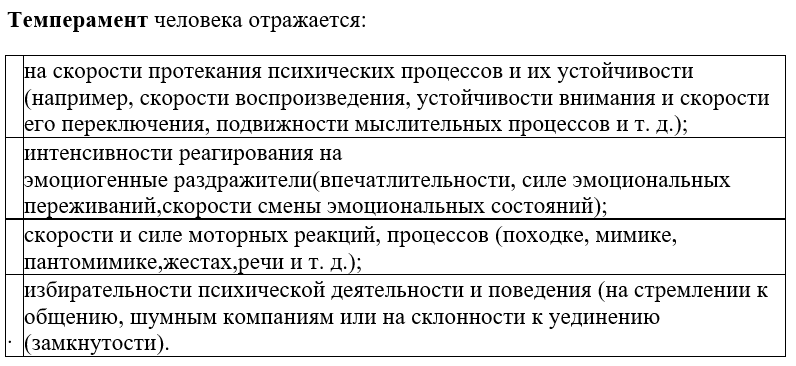 Темперамент человека отражается:
на скорости протекания психических процессов и их устойчивости
(например, скорости воспроизведения, устойчивости внимания и скорости
его переключения, подвижности мыслительных процессов и т. д.);
интенсивности реагирования на
эмоциогенные раздражители(впечатлительности, силе эмоциональных
переживаний,скорости смены эмоциональных состояний);
скорости и силе моторных реакций, процессов (походке, мимике,
пантомимике,жестах,речи и т. д.);
избирательности психической деятельности и поведения (на стремлении к
общению, шумным компаниям или на склонности к уединению
· (замкнутости).